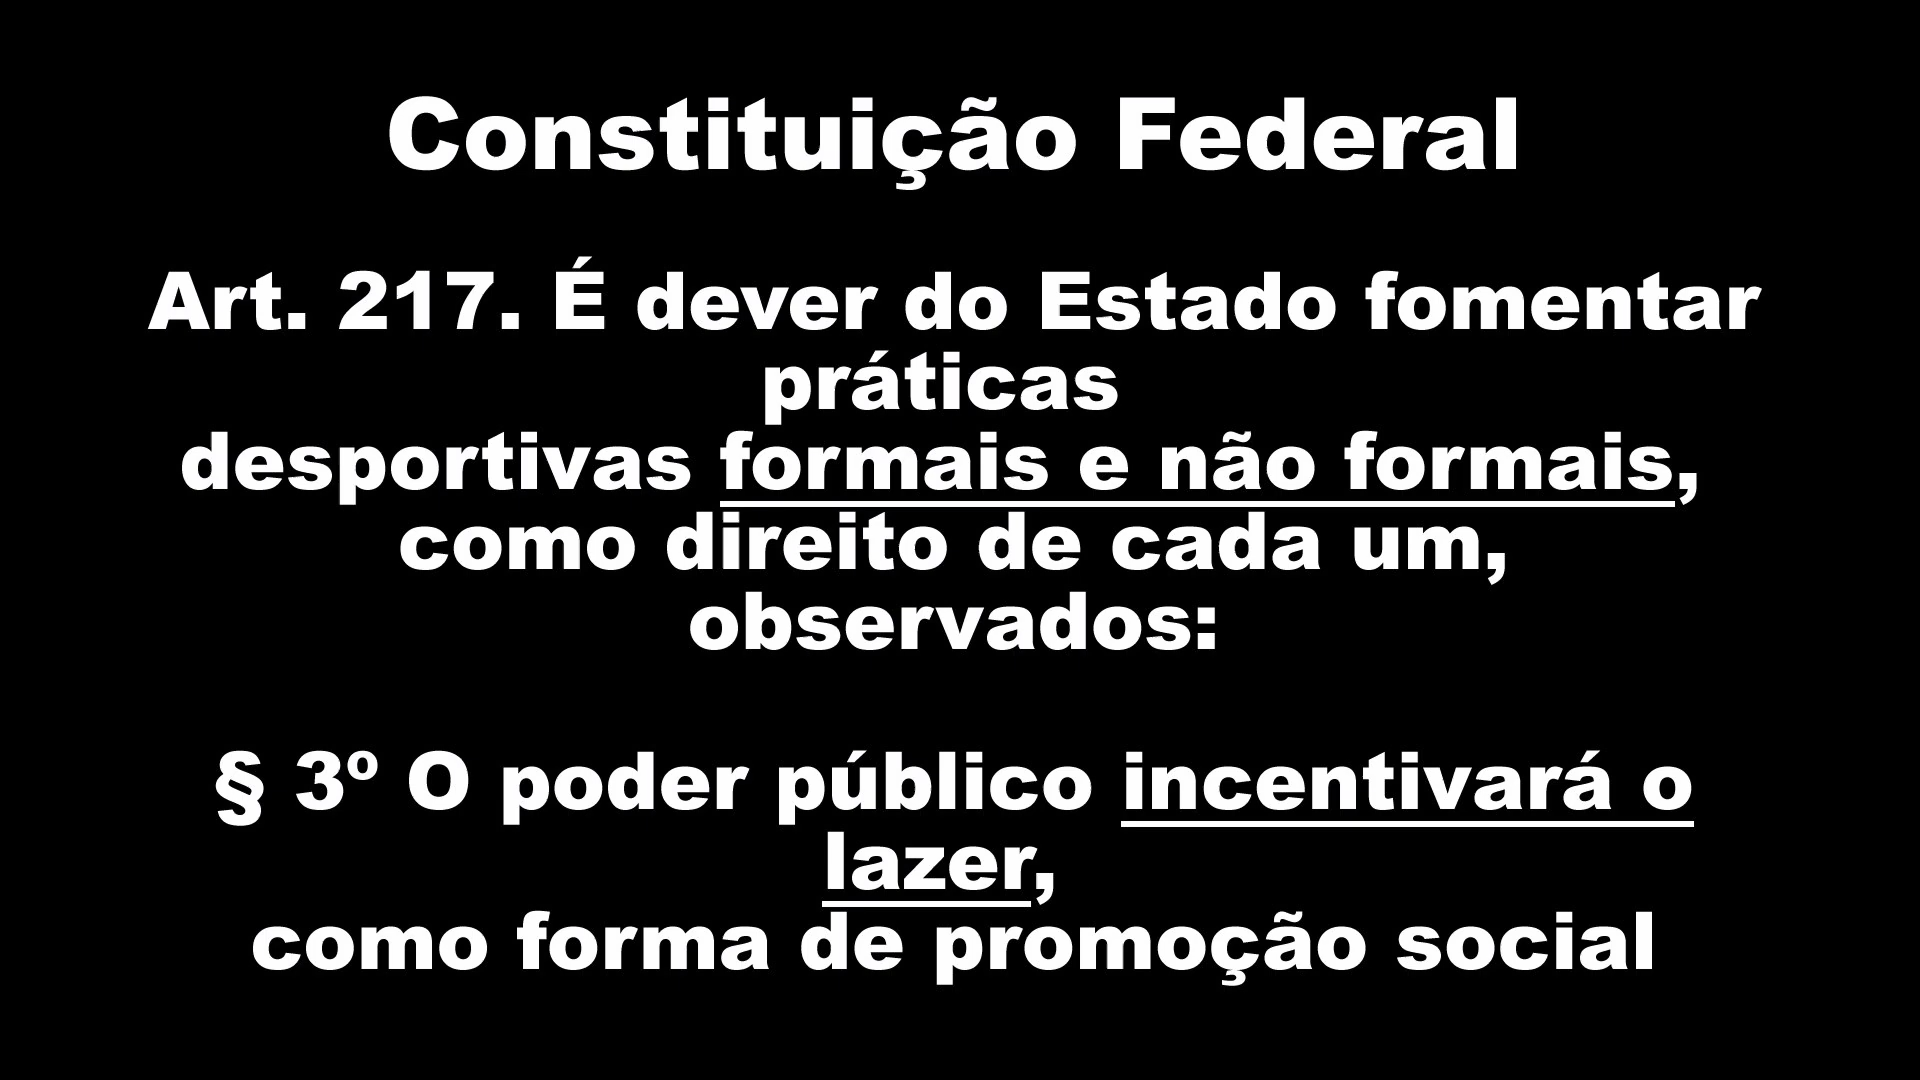 Constituição Federal
Art. 217. É dever do Estado fomentar
práticas
desportivas formais e não formais,
como direito de cada um,
observados:
§ 3º O poder público incentivará o
lazer,
como forma de promoção social